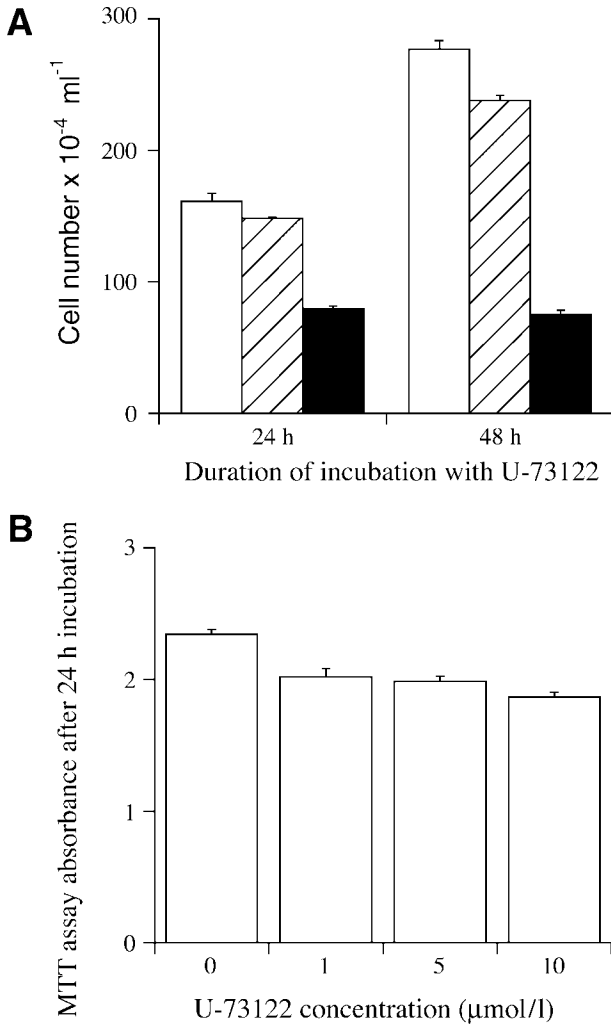 A
Cell number x 10-4 ml-1
300
200
100
0
24 h 48 h
Duration of incubation with U-73122
B
MTT assay absorbance after 24 h incubation
3
2
1
0
0 1 5 10
U-73122 concentration (μmol/l)